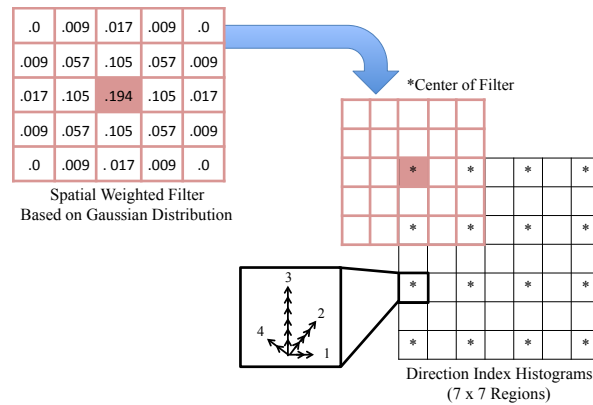 .0 .009 .017 .009 .0
.009 .057 .105 .057 .009
.017 .105 .194 .105 .017
.009 .057 .105 .057 .009
.0 .009 .017 .009 .0
Spatial Weighted Filter
Based on Gaussian Distribution
*Center of Filter
* * * *
* * * *
* * * *
* * * *
3
2
4
1
Direction Index Histograms
(7 x 7 Regions)